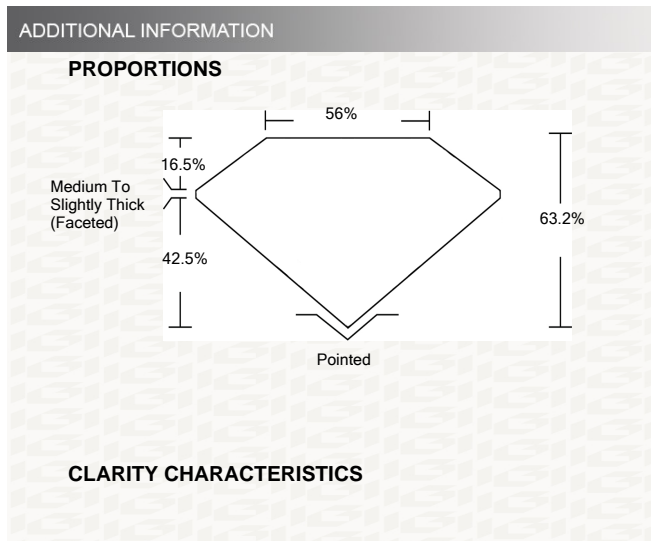 ADDITIONAL INFORMATION
PROPORTIONS
56%
16.5%
Medium To
Slightly Thick
(Faceted)
63.2%
42.5%
Pointed
CLARITY CHARACTERISTICS